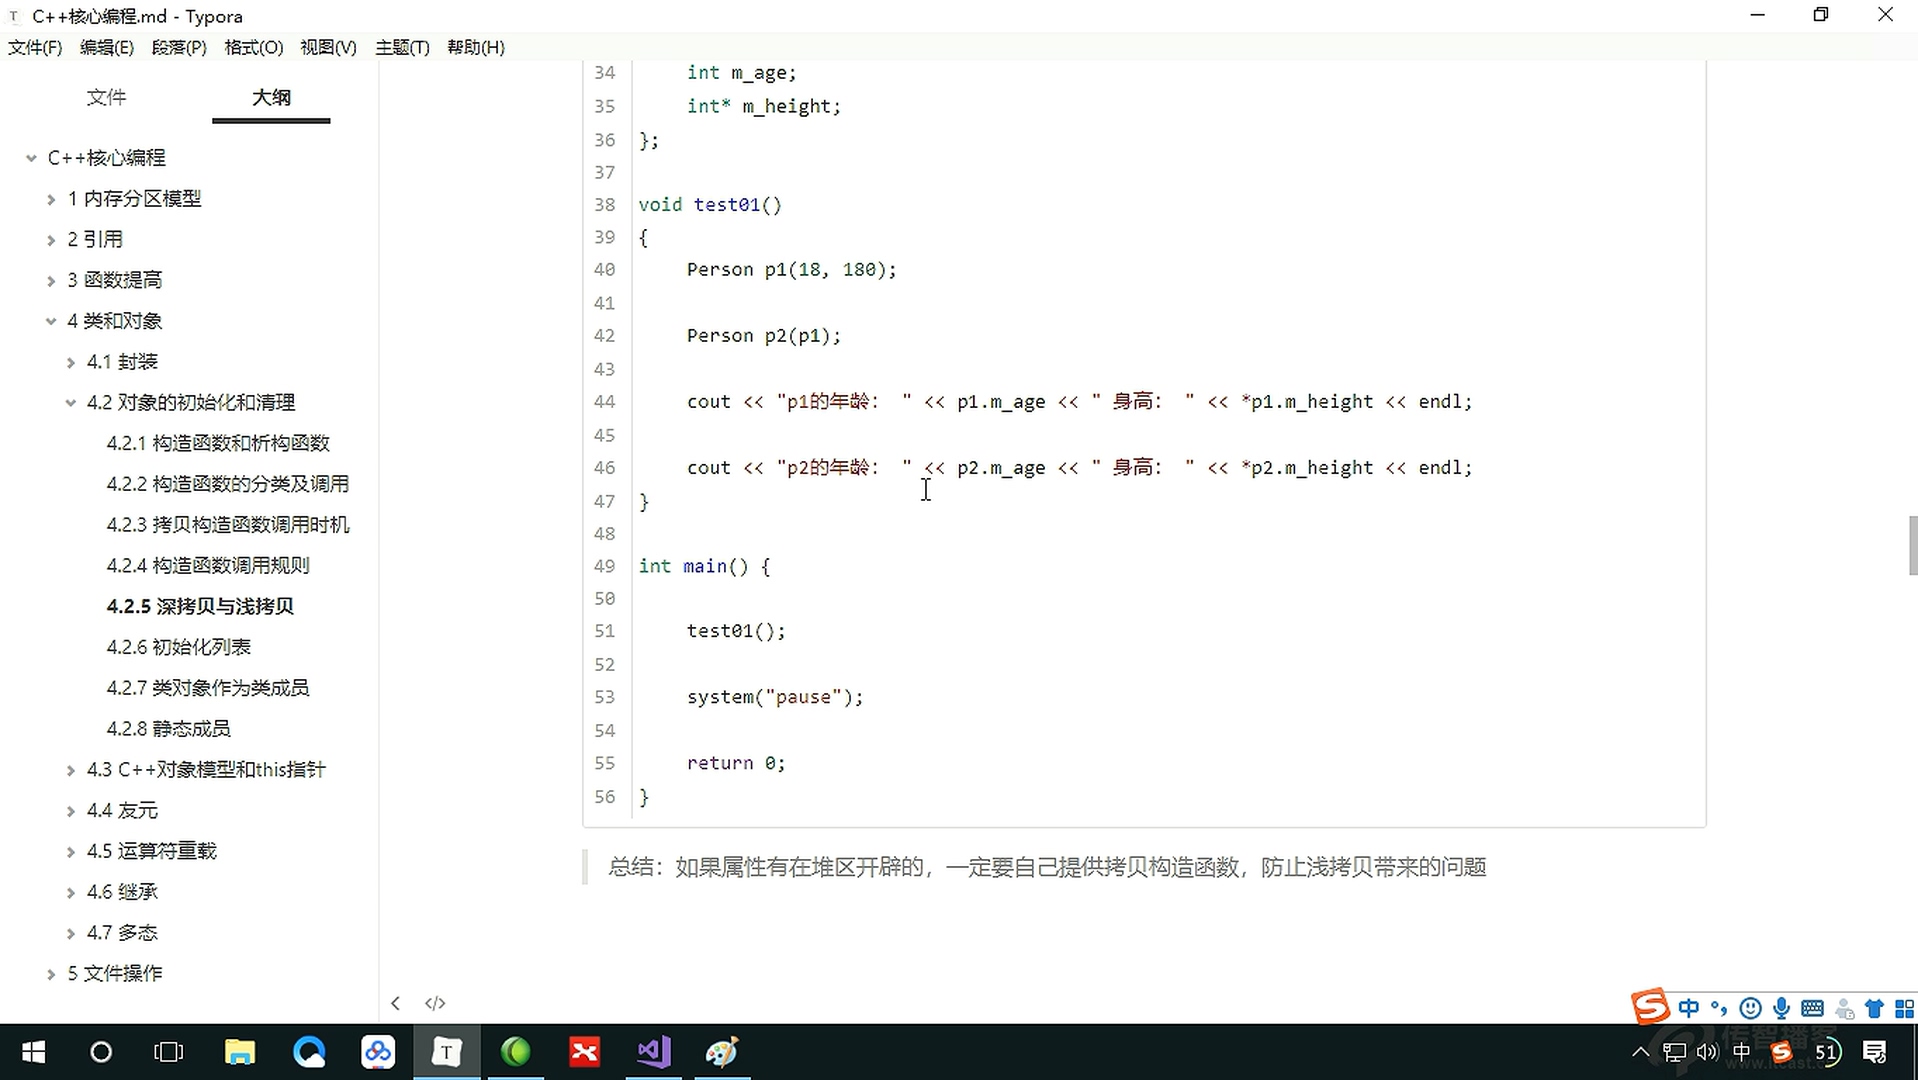 C++核心编程.md - Typora
文件(F) 编辑(E) 段落(P) 格式(O) 视图(V) 主题(T) 帮助(H)
文件 大纲
C++核心编程
1 内存分区模型
2 引用
3 函数提高
4 类和对象
4.1 封装
4.2 对象的初始化和清理
4.2.1 构造函数和析构函数
4.2.2 构造函数的分类及调用
4.2.3 拷贝构造函数调用时机
4.2.4 构造函数调用规则
4.2.5 深拷贝与浅拷贝
4.2.6 初始化列表
4.2.7 类对象作为类成员
4.2.8 静态成员
4.3 C++对象模型和this指针
4.4 友元
4.5 运算符重载
4.6 继承
4.7 多态
5 文件操作
34 int m_age;
35 int* m_height;
36 };
37
38 void test01()
39 {
40 Person p1(18, 180);
41
42 Person p2(p1);
43
44 cout << "p1的年龄： " << p1.m_age << " 身高： " << *p1.m_height << endl;
45
46 cout << "p2的年龄： " << p2.m_age << " 身高： " << *p2.m_height << endl;
47 }
48
49 int main() {
50
51 test01();
52
53 system("pause");
54
55 return 0;
56 }
总结：如果属性有在堆区开辟的，一定要自己提供拷贝构造函数，防止浅拷贝带来的问题
</>
中
T
中 51
传智播客